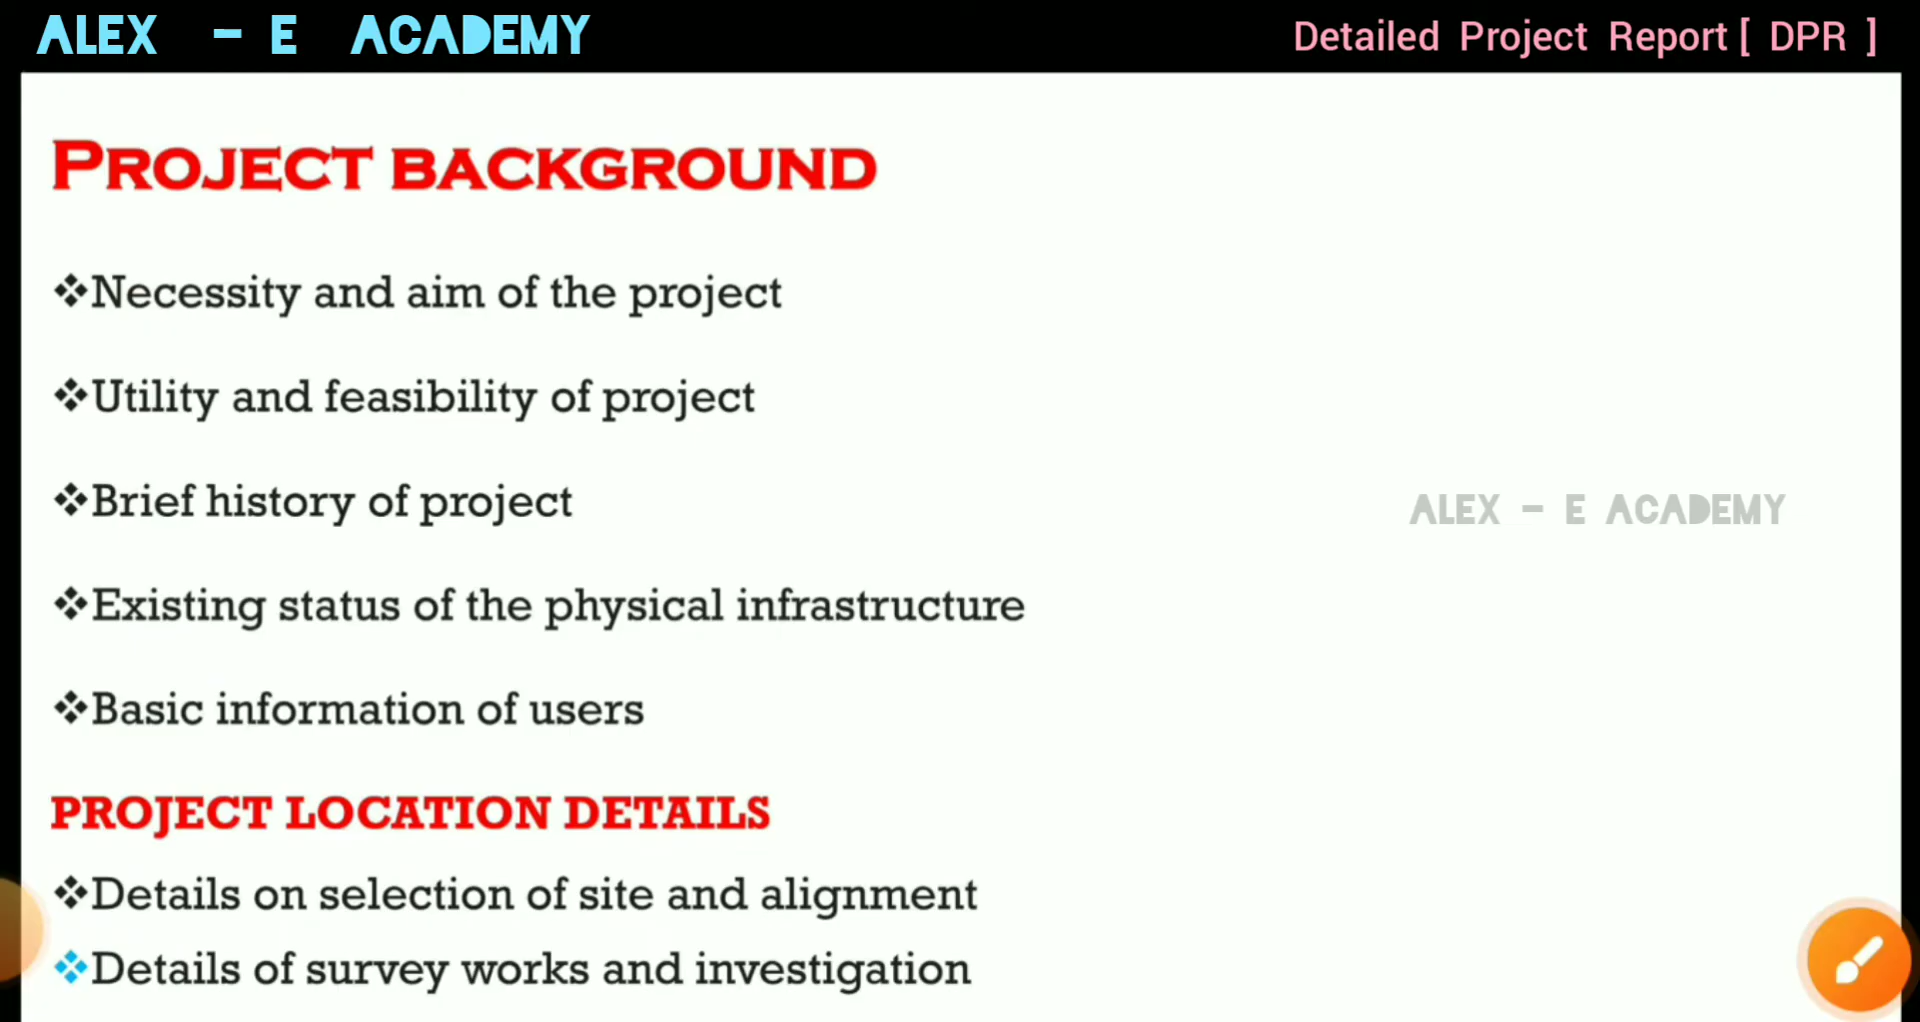 ALEX - E ACADEMY
Detailed Project Report [ DPR ]
PROJECT BACKGROUND
❖Necessity and aim of the project
❖Utility and feasibility of project
❖Brief history of project
ALEX - E ACADEMY
❖Existing status of the physical infrastructure
❖Basic information of users
PROJECT LOCATION DETAILS
❖Details on selection of site and alignment
❖Details of survey works and investigation